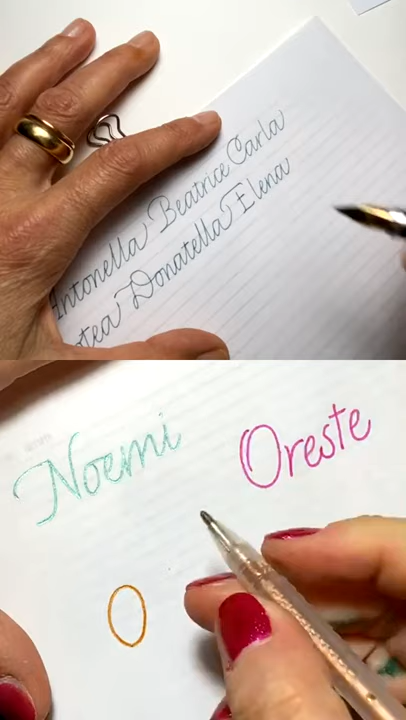 Antonella Beatrice Carla
Donatella Elena
Noemi Oreste
O